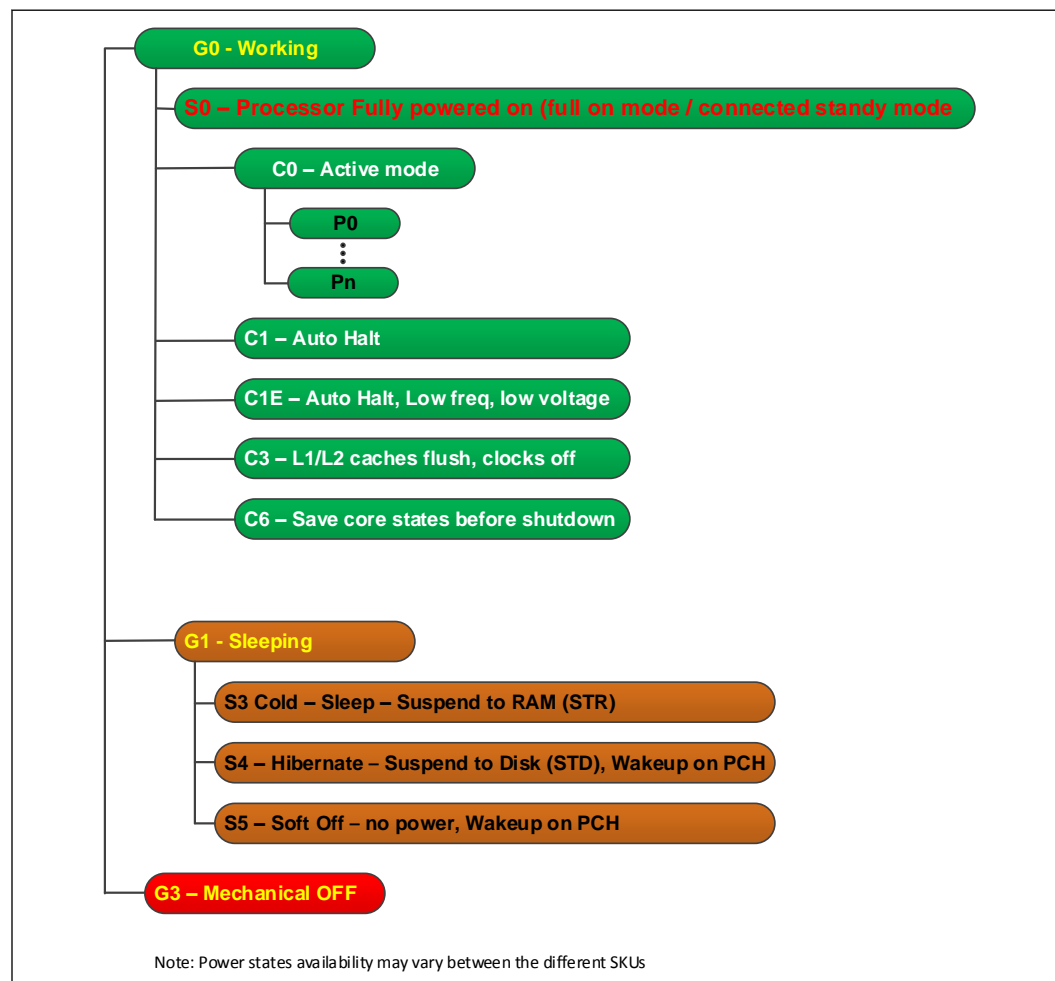 G0 - Working
S0 – Processor Fully powered on (full on mode / connected standy mode
C0 – Active mode
P0
Pn
C1 – Auto Halt
C1E – Auto Halt, Low freq, low voltage
C3 – L1/L2 caches flush, clocks off
C6 – Save core states before shutdown
G1 - Sleeping
S3 Cold – Sleep – Suspend to RAM (STR)
S4 – Hibernate – Suspend to Disk (STD), Wakeup on PCH
S5 – Soft Off – no power, Wakeup on PCH
G3 – Mechanical OFF
Note: Power states availability may vary between the different SKUs